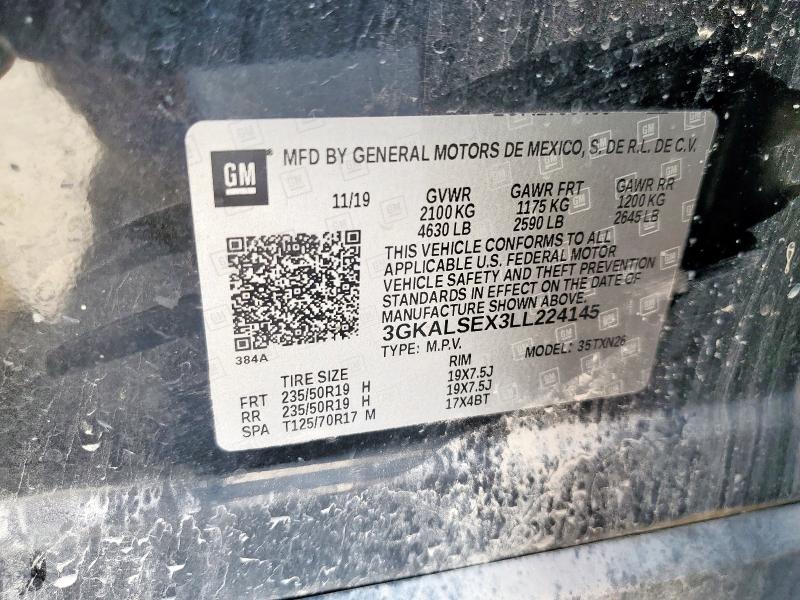 GM
MFD BY GENERAL MOTORS DE MEXICO, S. DE R.L. DE C.V.
11/19 GVWR GAWR FRT GAWR RR
2100 KG 1175 KG 1200 KG
4630 LB 2590 LB 2645 LB
THIS VEHICLE CONFORMS TO ALL
APPLICABLE U.S. FEDERAL MOTOR
VEHICLE SAFETY AND THEFT PREVENTION
STANDARDS IN EFFECT ON THE DATE OF
MANUFACTURE SHOWN ABOVE.
3GKALSEX3LL224145
384A
TYPE: M.P.V. MODEL: 35TXN26
TIRE SIZE RIM
FRT 235/50R19 H 19X7.5J
RR 235/50R19 H 19X7.5J
SPA T125/70R17 M 17X4BT